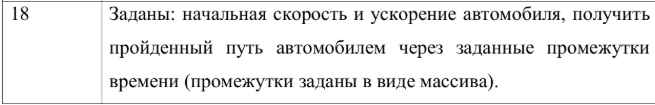 18 Заданы: начальная скорость и ускорение автомобиля, получить
пройденный путь автомобилем через заданные промежутки
времени (промежутки заданы в виде массива).